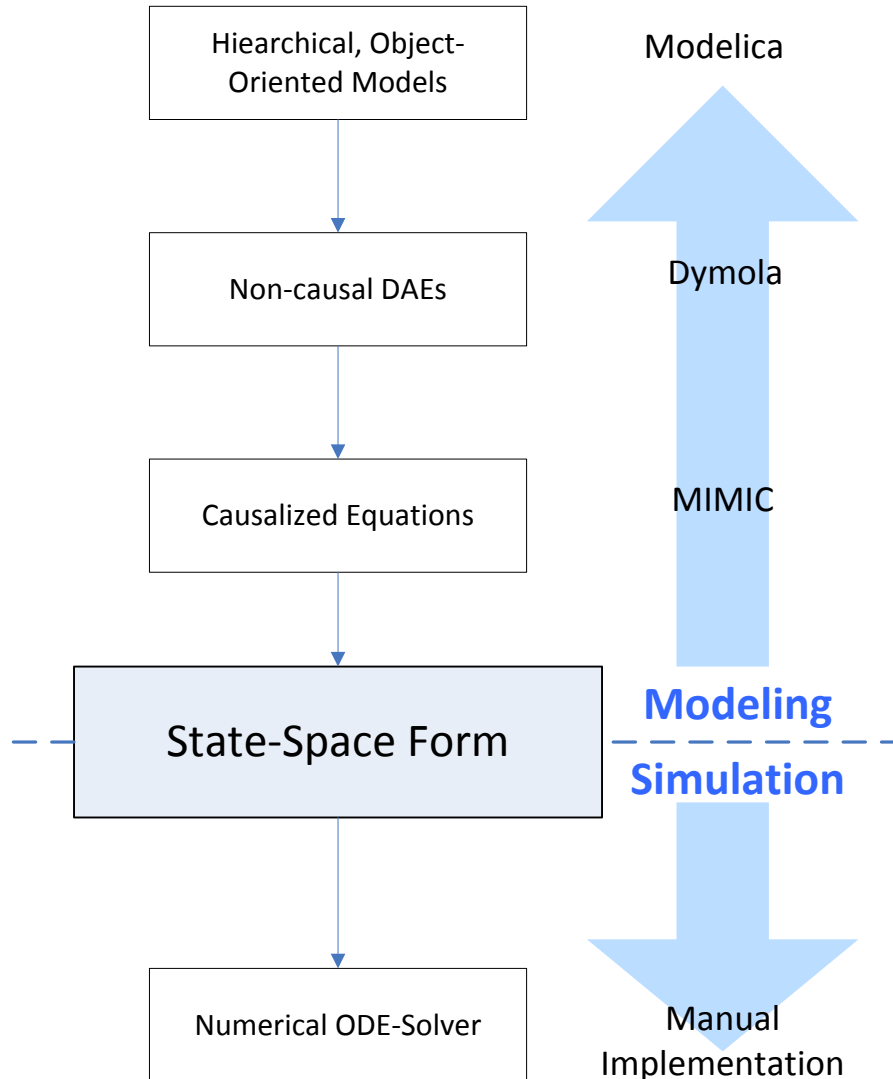 Hiearchical, Object-
Oriented Models
Modelica
Non-causal DAEs
Dymola
Causalized Equations
MIMIC
State-Space Form
Modeling
Simulation
Numerical ODE-Solver
Manual
Implementation